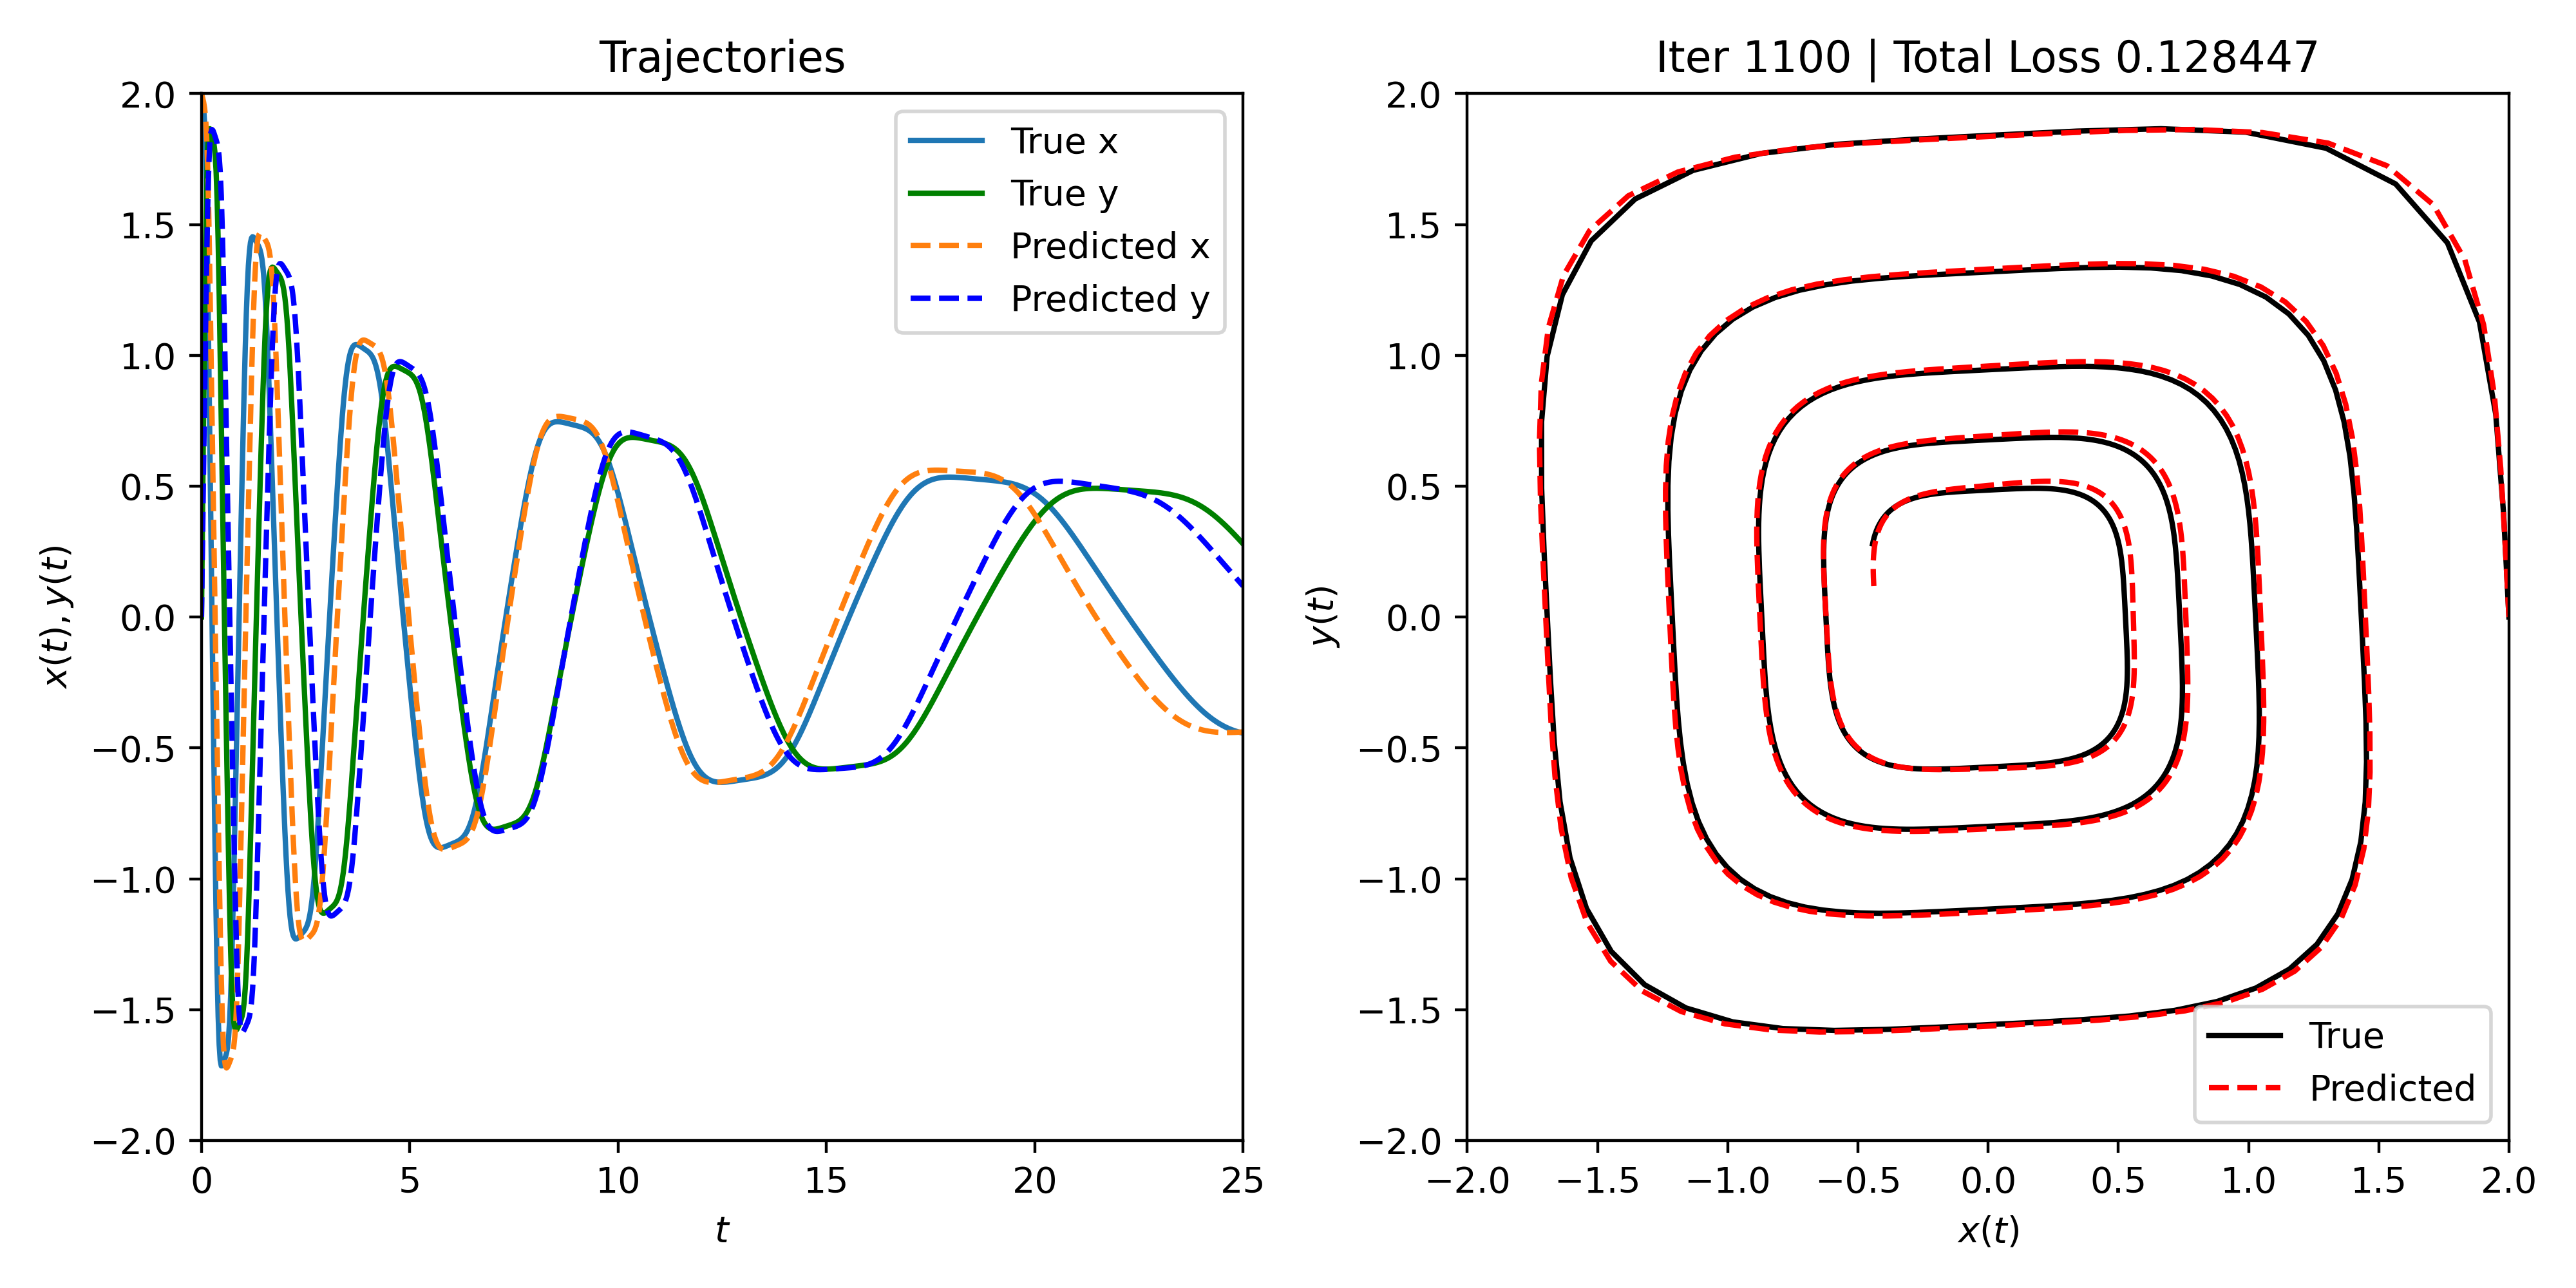 Trajectories
2.0
1.5
1.0
0.5
0.0
−0.5
−1.0
−1.5
−2.0
x(t), y(t)
0 5 10 15 20 25
t
True x
True y
Predicted x
Predicted y
Iter 1100 | Total Loss 0.128447
2.0
1.5
1.0
0.5
0.0
−0.5
−1.0
−1.5
−2.0
y(t)
−2.0 −1.5 −1.0 −0.5 0.0 0.5 1.0 1.5 2.0
x(t)
True
Predicted